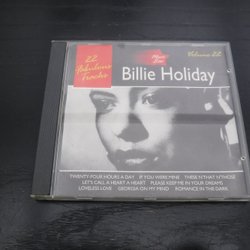 22
Fabulous
Tracks
Volume 22
Billie Holiday
TWENTY-FOUR HOURS A DAY IF YOU WERE MINE THESE 'N' THAT 'N' THOSE
LET'S CALL A HEART A HEART PLEASE KEEP ME IN YOUR DREAMS
LOVELESS LOVE GEORGIA ON MY MIND ROMANCE IN THE DARK